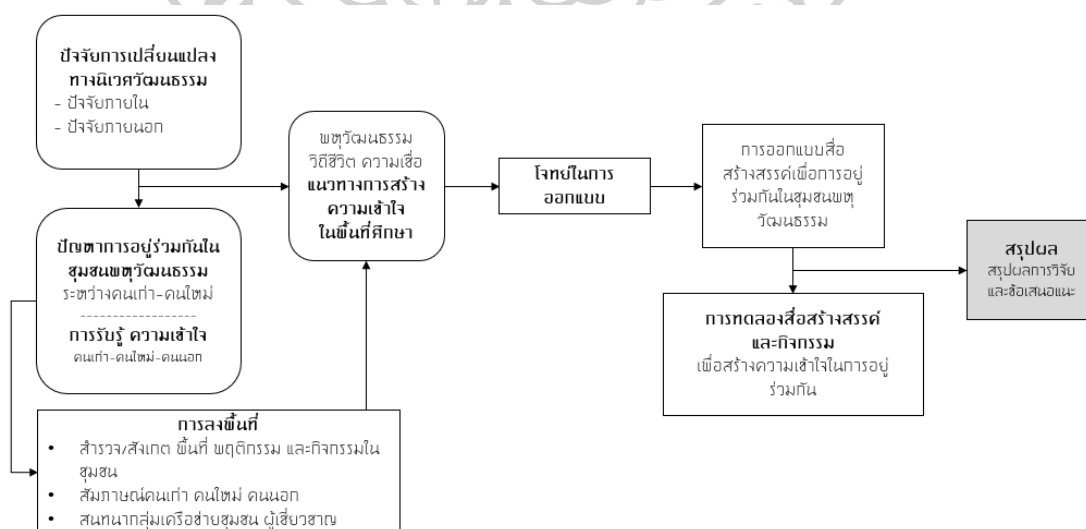 ปัจจัยการเปลี่ยนแปลง
ทางนิเวศวัฒนธรรม
- ปัจจัยภายใน
- ปัจจัยภายนอก
ปัญหาการอยู่ร่วมกันใน
ชุมชนพหุวัฒนธรรม
ระหว่างคนเก่า-คนใหม่
------------------
การรับรู้ ความเข้าใจ
คนเก่า-คนใหม่-คนนอก
การลงพื้นที่
• สำรวจ/สังเกต พื้นที่ พฤติกรรม และกิจกรรมใน
ชุมชน
• สัมภาษณ์คนเก่า คนใหม่ คนนอก
• สนทนากลุ่มเครือข่ายชุมชน ผู้เชี่ยวชาญ
พหุวัฒนธรรม
วิถีชีวิต ความเชื่อ
แนวทางการสร้าง
ความเข้าใจ
ในพื้นที่ศึกษา
โจทย์ในการ
ออกแบบ
การออกแบบสื่อ
สร้างสรรค์เพื่อการอยู่
ร่วมกันในชุมชนพหุ
วัฒนธรรม
การทดลองสื่อสร้างสรรค์
และกิจกรรม
เพื่อสร้างความเข้าใจในการอยู่
ร่วมกัน
สรุปผล
สรุปผลการวิจัย
และข้อเสนอแนะ